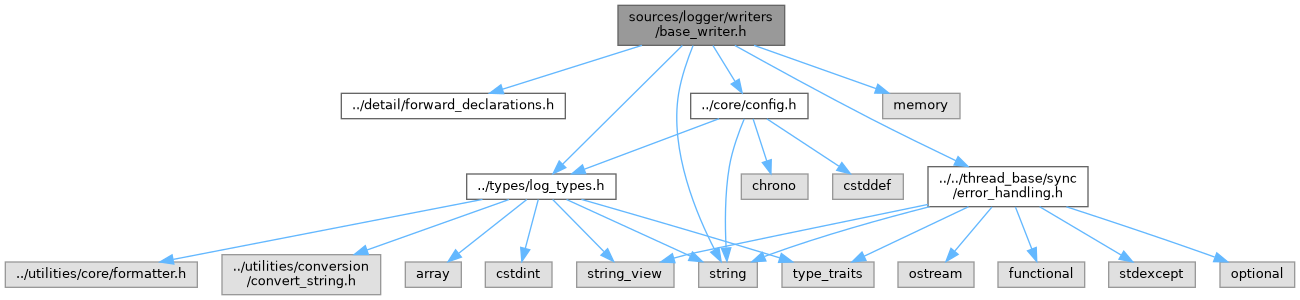 sources/logger/writers
/base_writer.h
../detail/forward_declarations.h
../core/config.h
memory
../types/log_types.h
chrono
cstddef
../../thread_base/sync
/error_handling.h
../utilities/core/formatter.h
../utilities/conversion
/convert_string.h
array
cstdint
string_view
string
type_traits
ostream
functional
stdexcept
optional